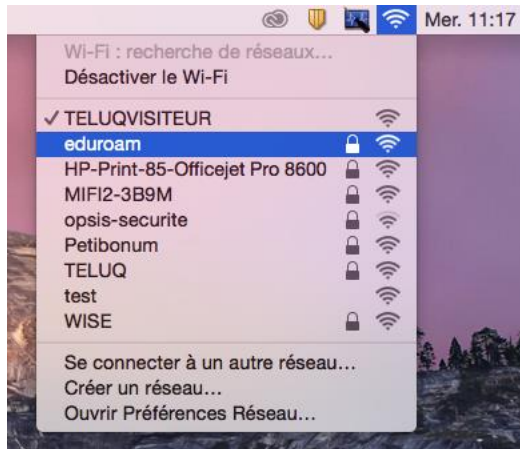 Mer. 11:17
Wi-Fi : recherche de réseaux...
Désactiver le Wi-Fi
✓ TELUQVISITEUR
eduroam
HP-Print-85-Officejet Pro 8600
MIFI2-3B9M
opsis-securite
Petibonum
TELUQ
test
WISE
Se connecter à un autre réseau...
Créer un réseau...
Ouvrir Préférences Réseau...